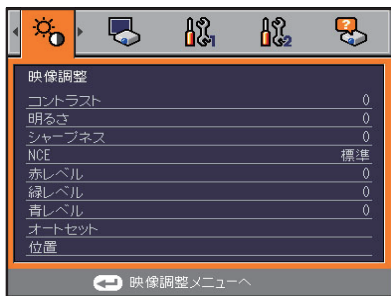 1
2
映像調整
コントラスト 0
明るさ 0
シャープネス 0
NCE 標準
赤レベル 0
緑レベル 0
青レベル 0
オートセット
位置
映像調整メニューへ